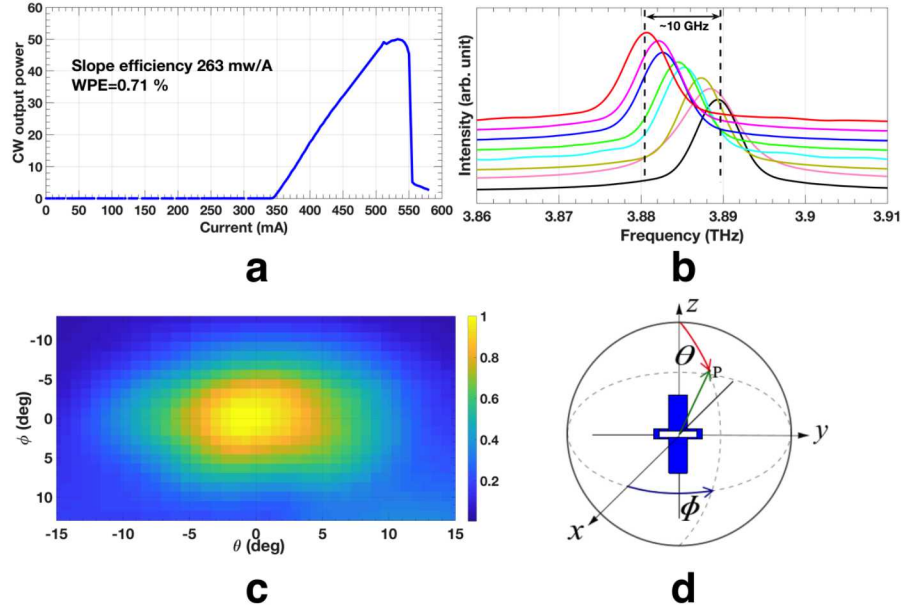 60
50
40
30
20
10
0
CW output power
Slope efficiency 263 mw/A
WPE=0.71 %
0 50 100 150 200 250 300 350 400 450 500 550 600
Current (mA)
a
~10 GHz
Intensity (arb. unit)
3.86 3.87 3.88 3.89 3.9 3.91
Frequency (THz)
b
-10
-5
0
5
10
ϕ (deg)
-15 -10 -5 0 5 10 15
θ (deg)
1
0.8
0.6
0.4
0.2
c
z
θ
P
y
ϕ
x
d